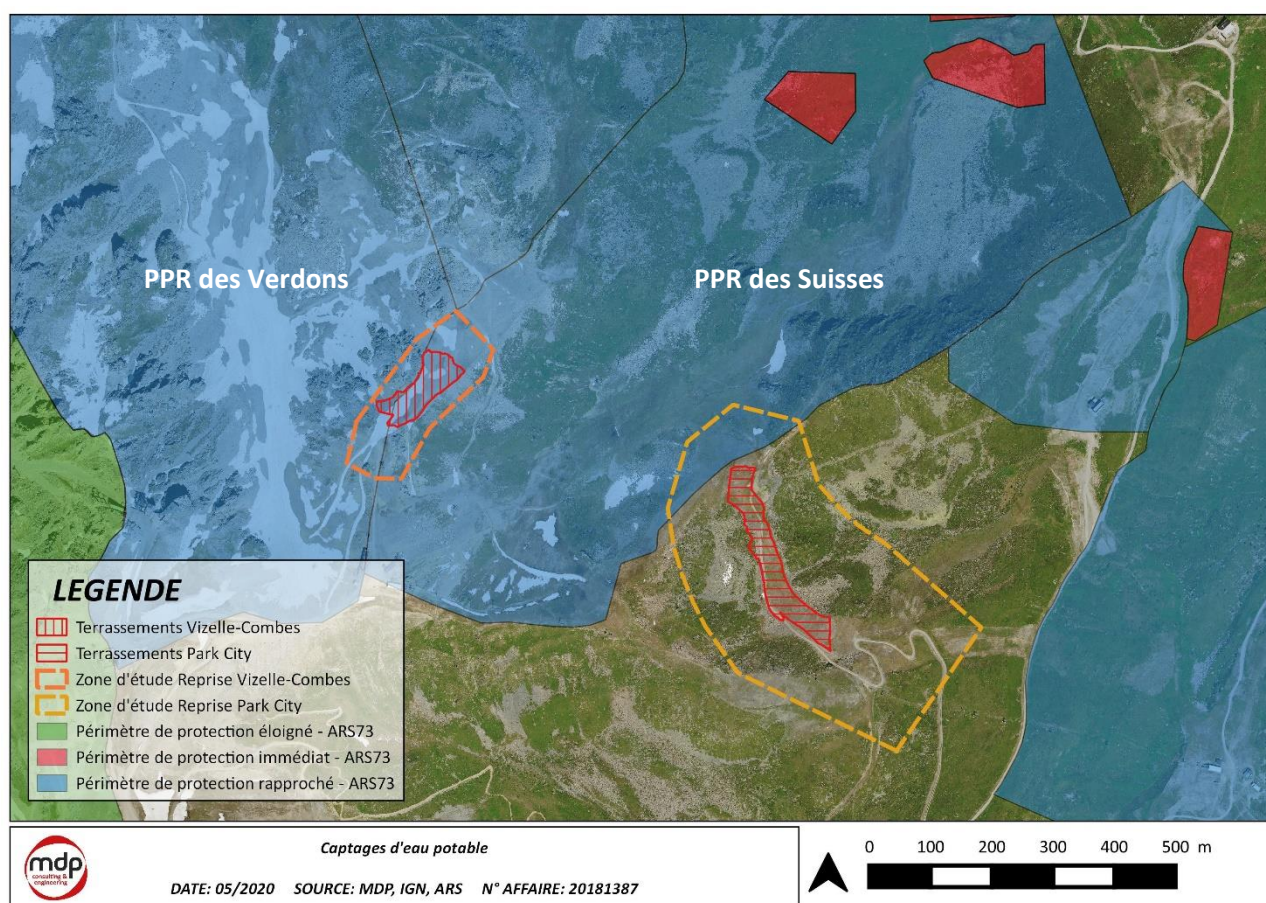 PPR des Verdons
PPR des Suisses
LEGENDE
Terrassements Vizelle-Combes
Terrassements Park City
Zone d'étude Reprise Vizelle-Combes
Zone d'étude Reprise Park City
Périmètre de protection éloigné - ARS73
Périmètre de protection immédiat - ARS73
Périmètre de protection rapproché - ARS73
mdp
consulting &
engineering
Captages d'eau potable
DATE: 05/2020 SOURCE: MDP, IGN, ARS N° AFFAIRE: 20181387
0 100 200 300 400 500 m